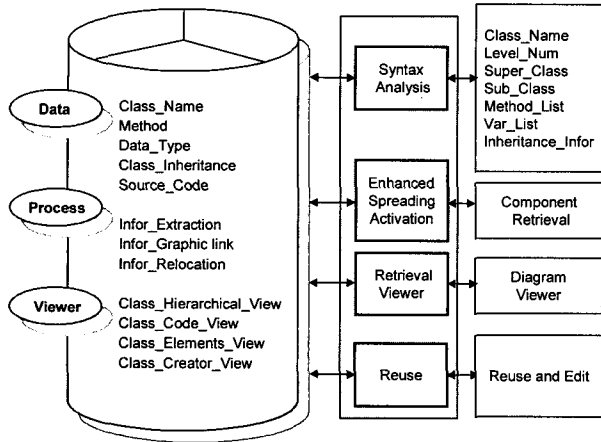 Data
Class_Name
Method
Data_Type
Class_Inheritance
Source_Code
Process
Infor_Extraction
Infor_Graphic link
Infor_Relocation
Viewer
Class_Hierarchical_View
Class_Code_View
Class_Elements_View
Class_Creator_View
Syntax
Analysis
Enhanced
Spreading
Activation
Retrieval
Viewer
Reuse
Class_Name
Level_Num
Super_Class
Sub_Class
Method_List
Var_List
Inheritance_Infor
Component
Retrieval
Diagram
Viewer
Reuse and Edit